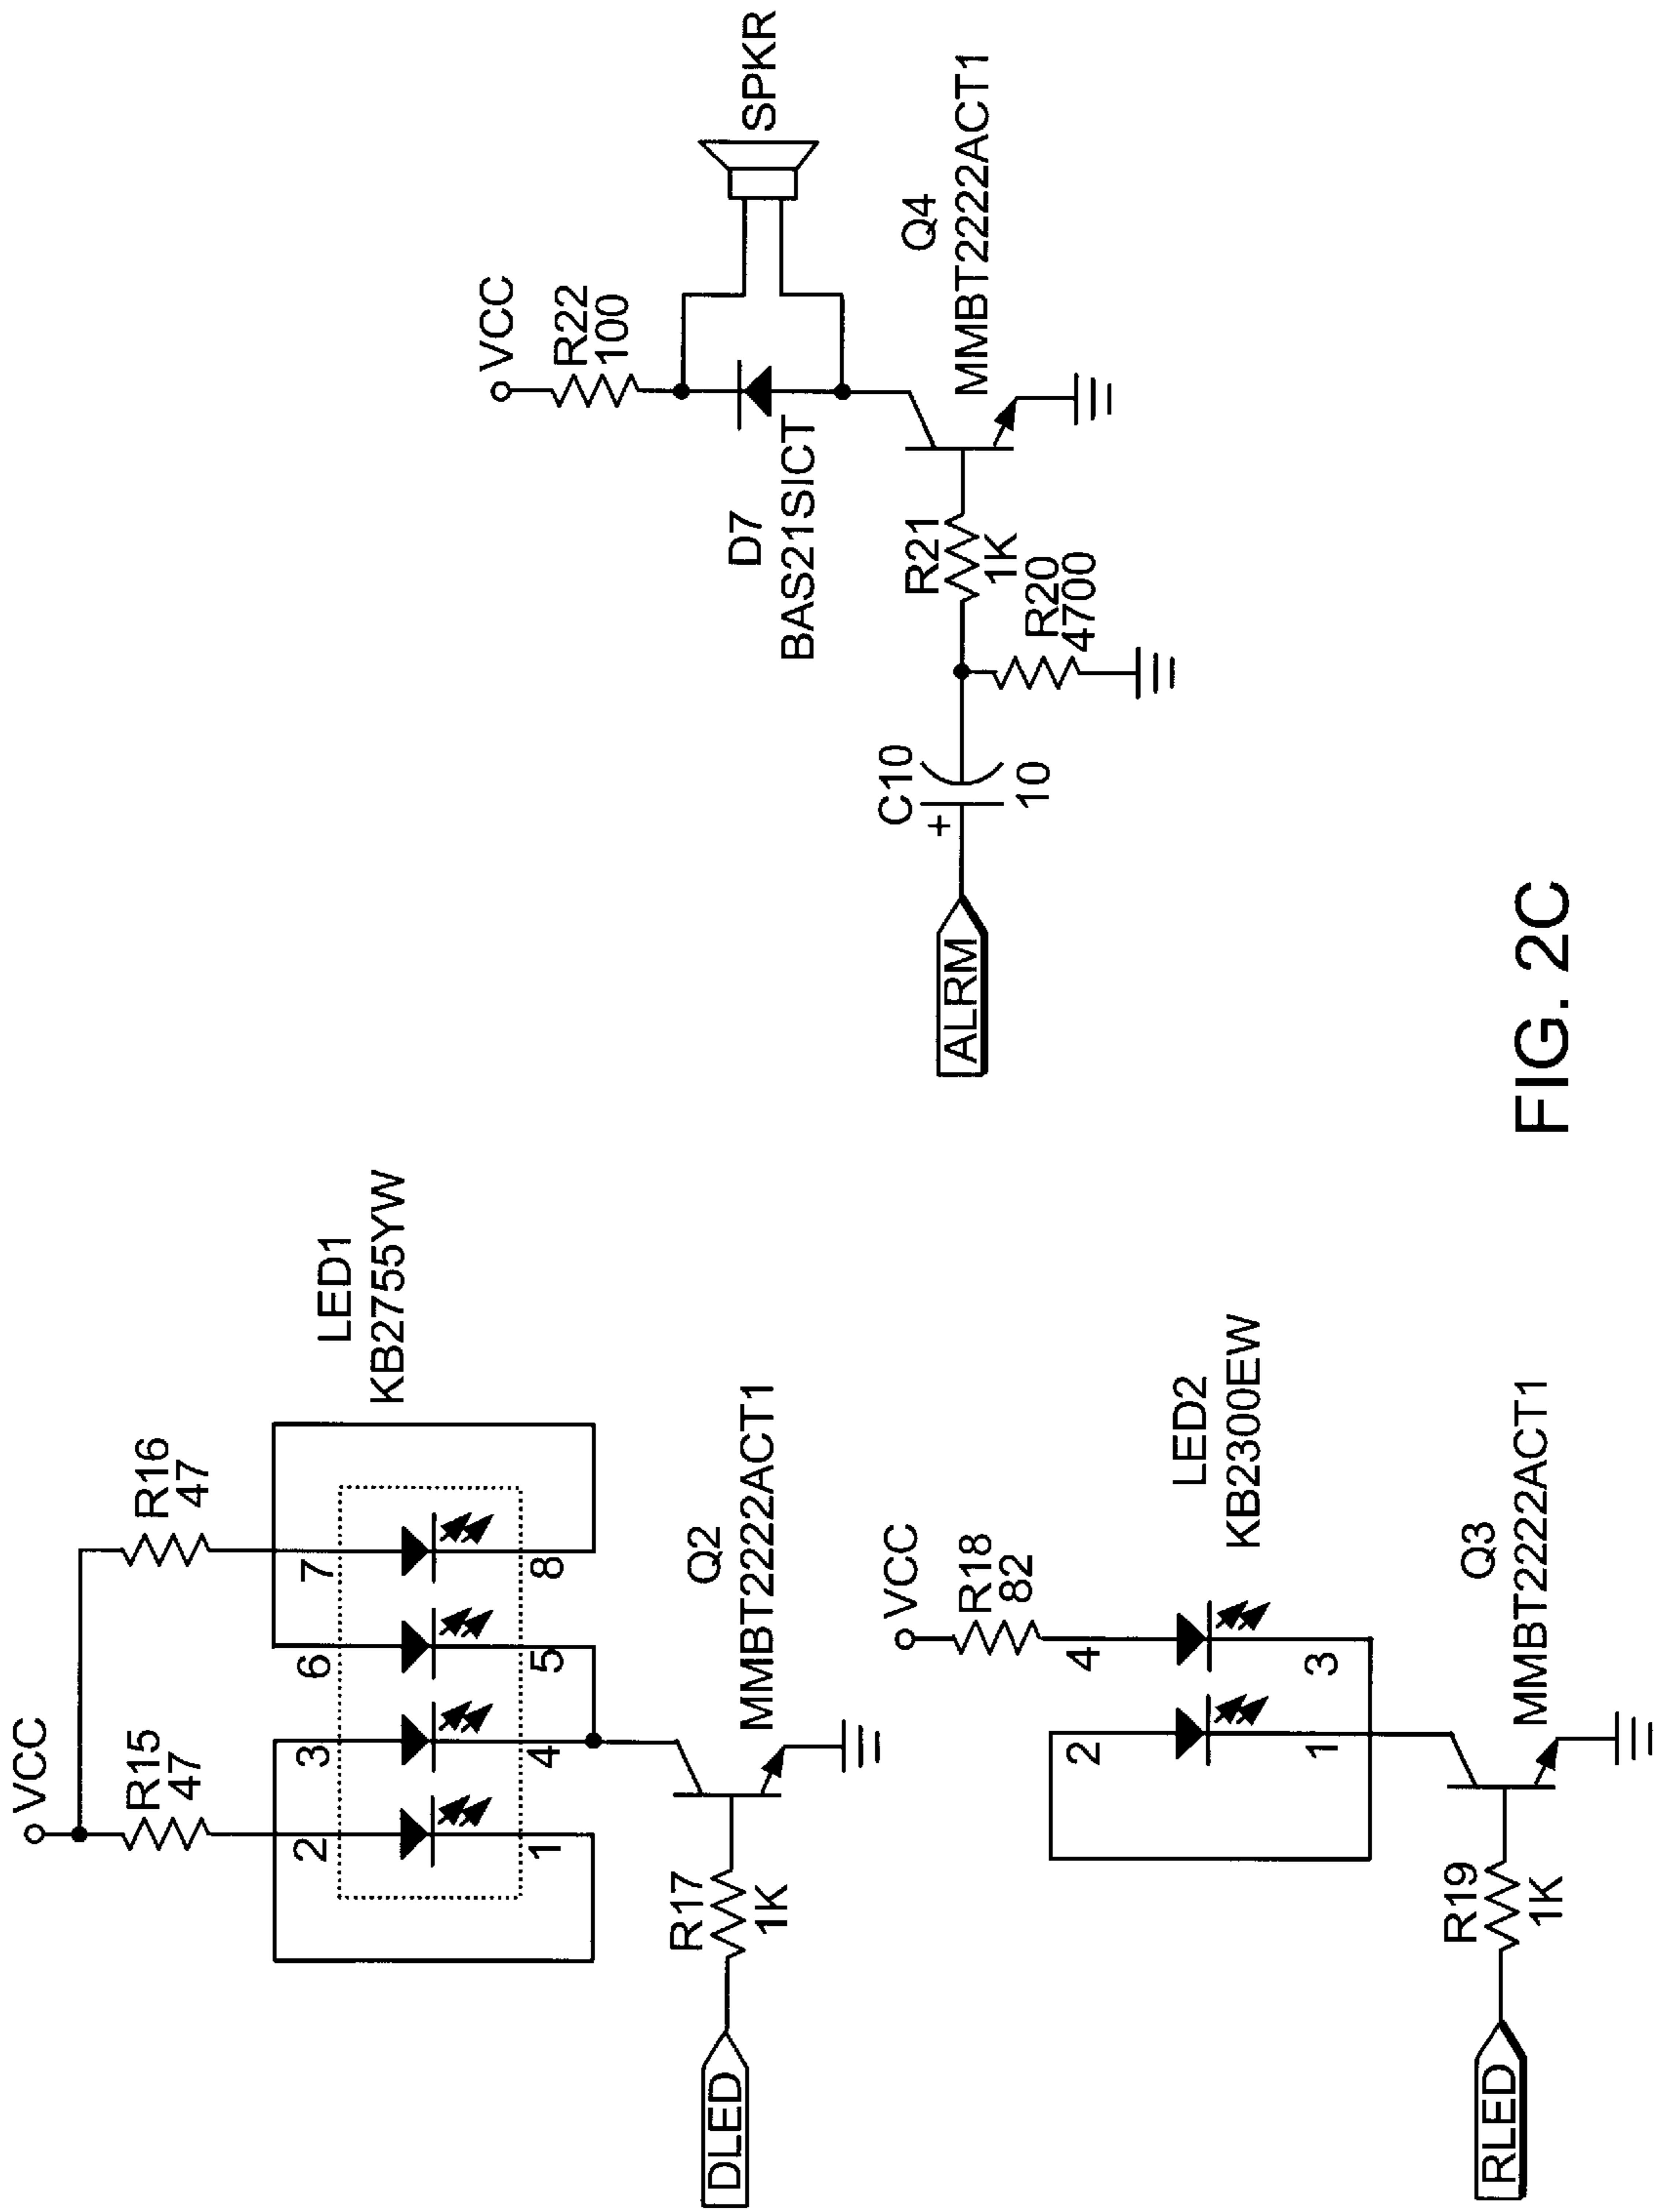 VCC
R15
47
R16
47
LED1
KB2755YW
2
3
6
7
1
4
5
8
Q2
MMBT2222ACT1
R17
1K
DLED
VCC
R18
82
LED2
KB2300EW
2
4
1
3
Q3
MMBT2222ACT1
R19
1K
RLED
VCC
R22
100
SPKR
D7
BAS21SICT
Q4
MMBT2222ACT1
R21
1K
R20
4700
C10
+
10
ALRM
FIG. 2C